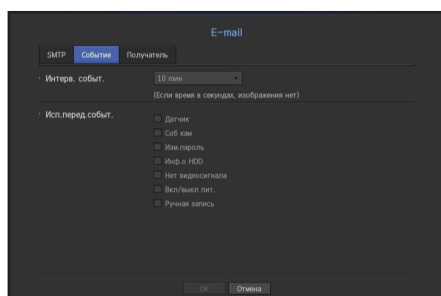 E-mail
SMTP Событие Получатель
Интерв. событ. 10 мин
(Если время в секундах, изображения нет)
Исп.перед.событ.
Датчик
Соб кам
Изм.пароль
Инф.о HDD
Нет видеосигнала
Вкл/выкл пит.
Ручная запись
OK Отмена